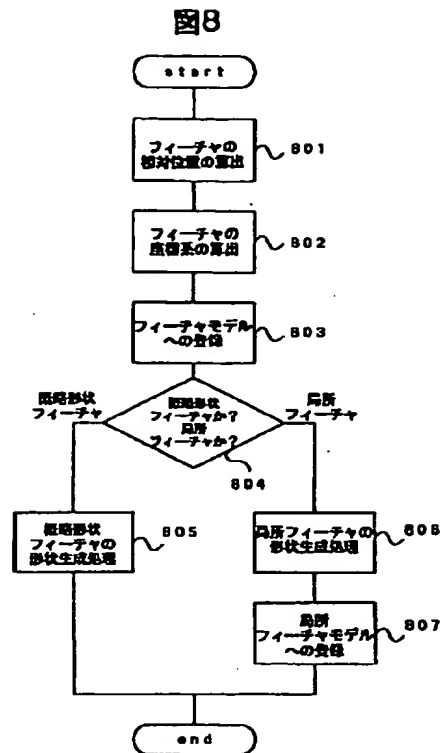 図8
start
フィーチャの
相対位置の算出
801
フィーチャの
座標系の算出
802
フィーチャモデル
への登録
803
概略形状
フィーチャ
概略形状
フィーチャか?
局所
フィーチャか?
局所
フィーチャ
804
概略形状
フィーチャの
形状生成処理
805
局所フィーチャの
形状生成処理
806
局所
フィーチャモデル
への登録
807
end